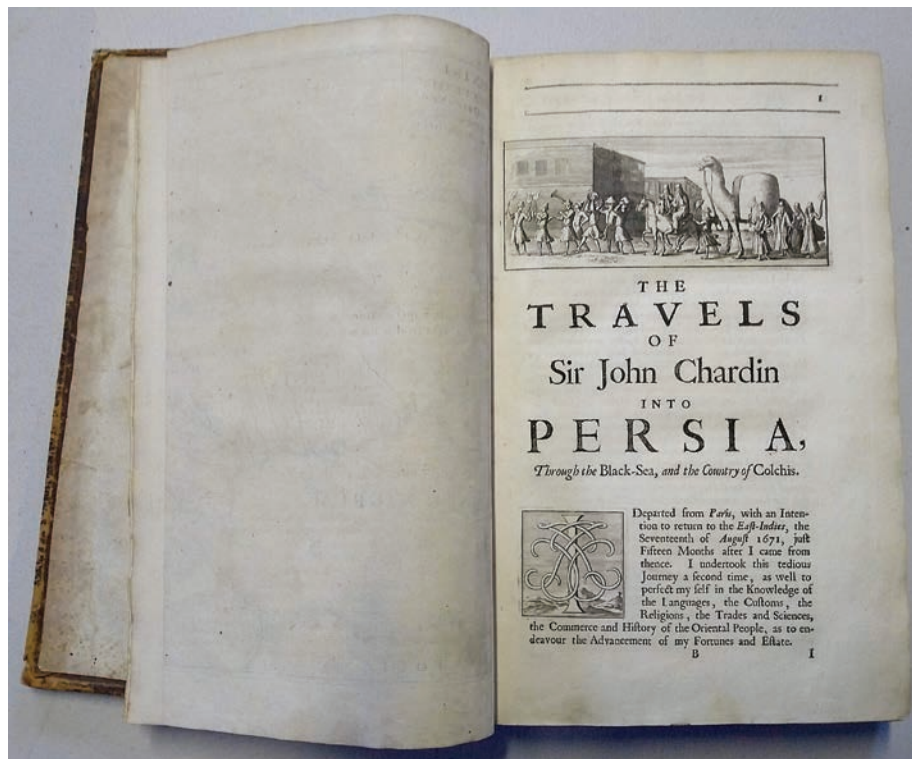 1
THE
TRAVELS
OF
Sir John Chardin
INTO
PERSIA,
Through the Black-Sea, and the Country of Colchis.
I Departed from Paris, with an Inten-
tion to return to the Eaſt-Indies, the
Seventeenth of Auguſt 1671, juſt
Fifteen Months after I came from
thence. I undertook this tedious
Journey a ſecond time, as well to
perfect my ſelf in the Knowledge of
the Languages, the Cuſtoms, the
Religions, the Trades and Sciences,
the Commerce and Hiſtory of the Oriental People, as to en-
deavour the Advancement of my Fortunes and Eſtate.
B I